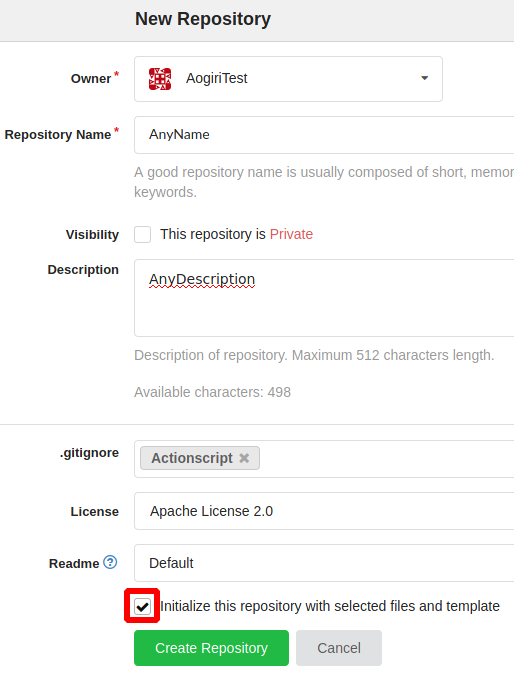 New Repository
Owner *
AogiriTest
Repository Name *
AnyName
A good repository name is usually composed of short,
keywords.
Visibility
This repository is Private
Description
AnyDescription
Description of repository. Maximum 512 characters length.
Available characters: 498
.gitignore
Actionscript ✖
License
Apache License 2.0
Readme ?
Default
Initialize this repository with selected files and template
Create Repository
Cancel